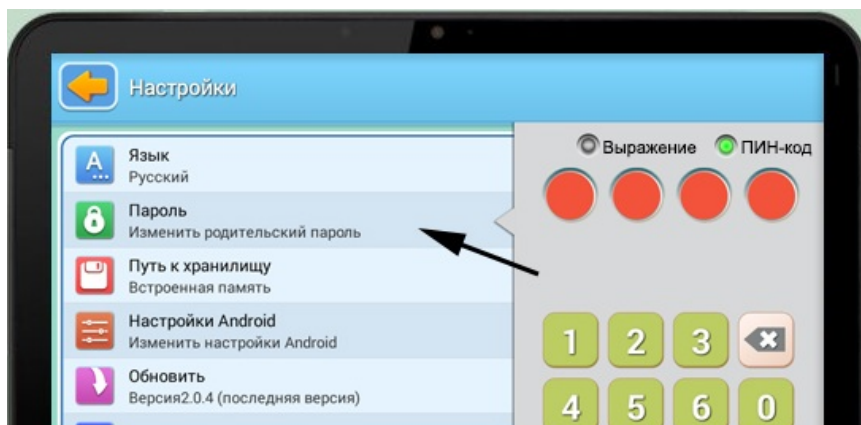 Настройки
Язык
Русский
Пароль
Изменить родительский пароль
Путь к хранилищу
Встроенная память
Настройки Android
Изменить настройки Android
Обновить
Версия2.0.4 (последняя версия)
Выражение ПИН-код
1 2 3
4 5 6 0